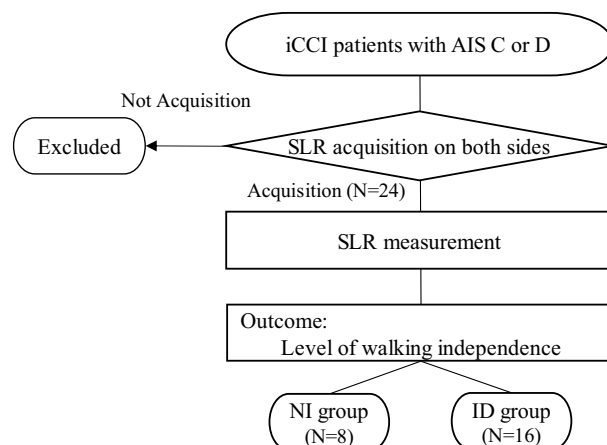 iCCI patients with AIS C or D
Not Acquisition
Excluded
SLR acquisition on both sides
Acquisition (N=24)
SLR measurement
Outcome:
Level of walking independence
NI group
(N=8)
ID group
(N=16)